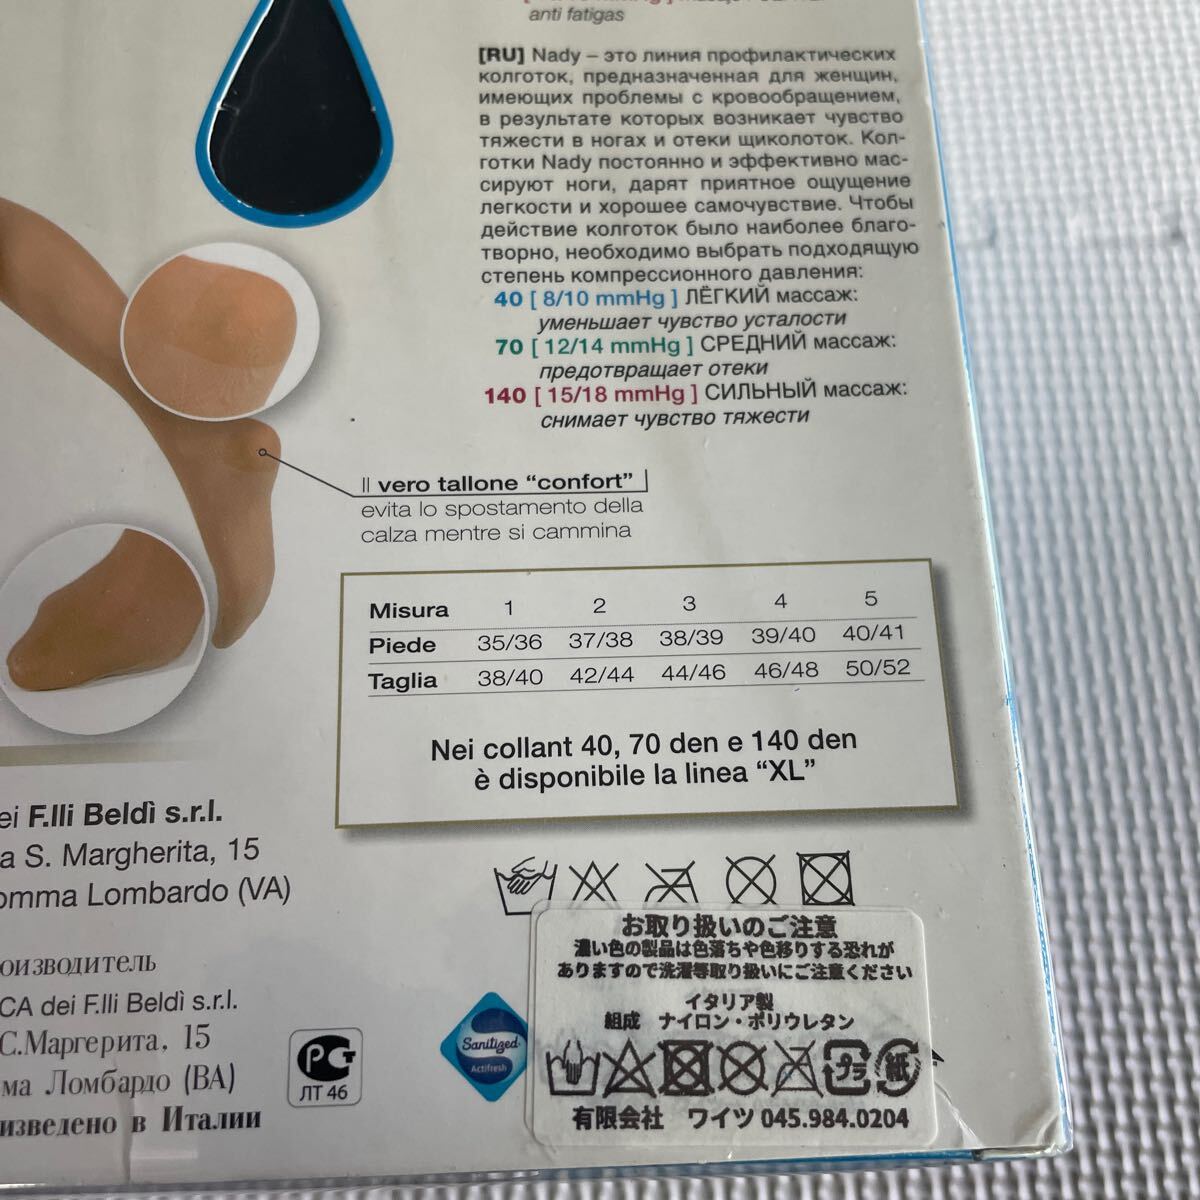 anti fatigas
[RU] Nady – это линия профилактических
колготок, предназначенная для женщин,
имеющих проблемы с кровообращением,
в результате которых возникает чувство
тяжести в ногах и отеки щиколоток. Кол-
готки Nady постоянно и эффективно мас-
сируют ноги, дарят приятное ощущение
легкости и хорошее самочувствие. Чтобы
действие колготок было наиболее благо-
творно, необходимо выбрать подходящую
степень компрессионного давления:
40 [ 8/10 mmHg ] ЛЁГКИЙ массаж:
уменьшает чувство усталости
70 [ 12/14 mmHg ] СРЕДНИЙ массаж:
предотвращает отеки
140 [ 15/18 mmHg ] СИЛЬНЫЙ массаж:
снимает чувство тяжести
Il vero tallone “confort”
evita lo spostamento della
calza mentre si cammina
Misura 1 2 3 4 5
Piede 35/36 37/38 38/39 39/40 40/41
Taglia 38/40 42/44 44/46 46/48 50/52
Nei collant 40, 70 den e 140 den
è disponibile la linea “XL”
ei F.lli Beldì s.r.l.
a S. Margherita, 15
omma Lombardo (VA)
оизводитель
CA dei F.lli Beldì s.r.l.
С.Маргерита, 15
ма Ломбардо (ВА)
изведено в Италии
РСТ
ЛТ 46
Sanitized
Actifresh
お取り扱いのご注意
濃い色の製品は色落ちや色移りする恐れが
ありますので洗濯等取り扱いにご注意ください
イタリア製
組成 ナイロン・ポリウレタン
プラ 紙
有限会社 ワイツ 045.984.0204